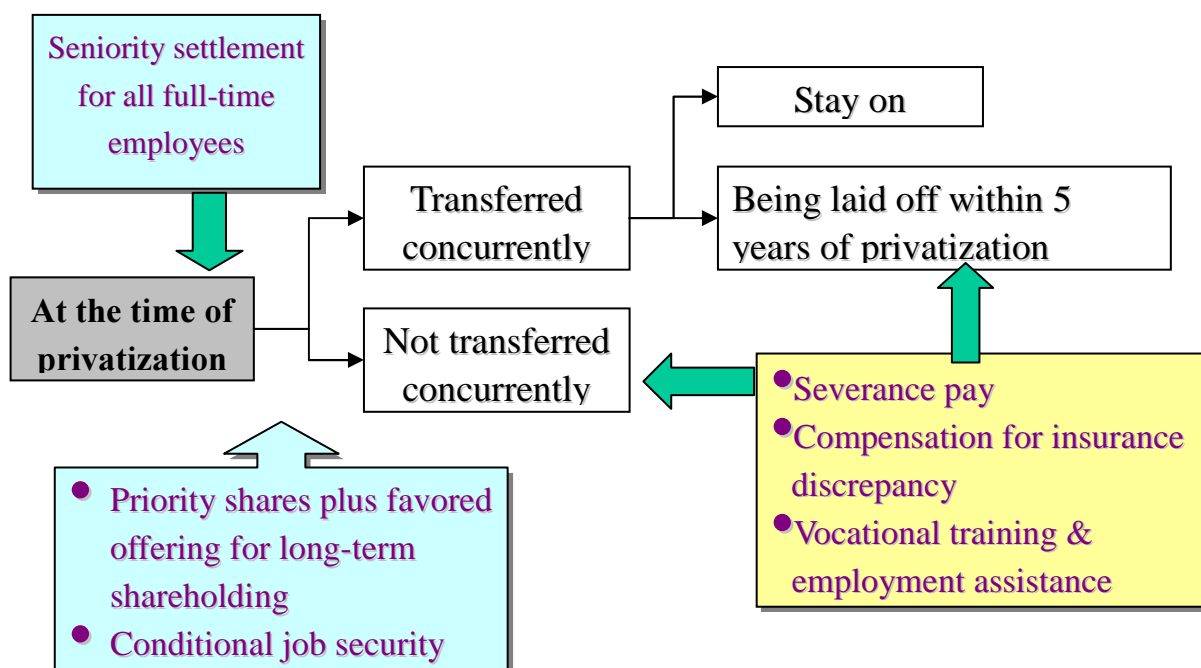 Seniority settlement
for all full-time
employees
Stay on
Transferred
concurrently
Being laid off within 5
years of privatization
At the time of
privatization
Not transferred
concurrently
•Severance pay
•Compensation for insurance
discrepancy
•Vocational training &
employment assistance
• Priority shares plus favored
offering for long-term
shareholding
• Conditional job security